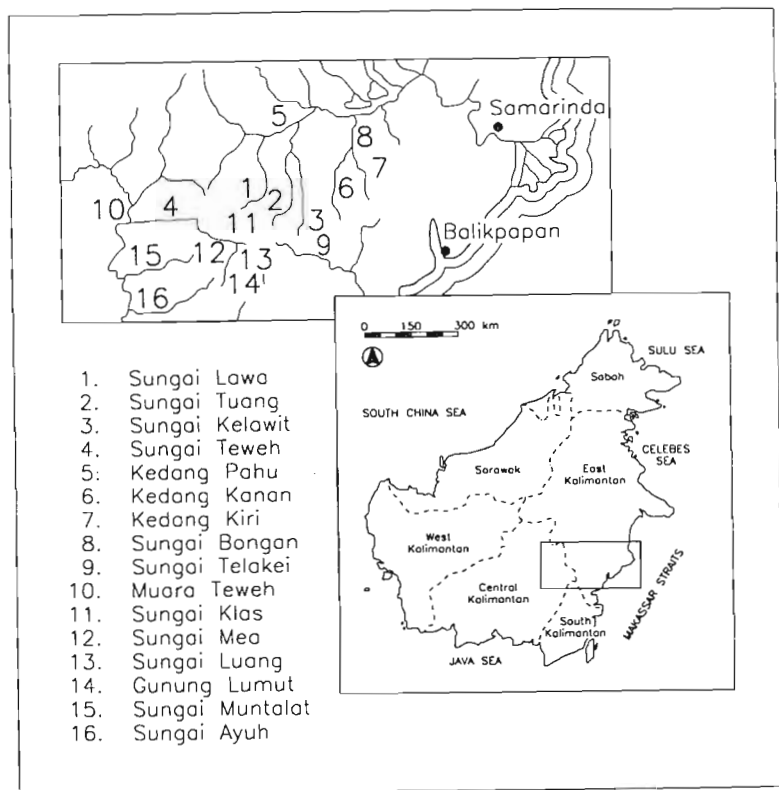 Samarinda
5
8
7
1
2
6
10
4
11
3
Balikpapan
9
15
12
13
14
16
0 150 300 km
A
SULU SEA
Sabah
SOUTH CHINA SEA
CELEBES
SEA
Sarawak
East
Kalimantan
West
Kalimantan
Central
Kalimantan
South
Kalimantan
MAKASSAR STRAITS
JAVA SEA
1. Sungai Lawa
2. Sungai Tuang
3. Sungai Kelawit
4. Sungai Teweh
5: Kedang Pahu
6. Kedang Kanan
7. Kedang Kiri
8. Sungai Bongan
9. Sungai Telakei
10. Muara Teweh
11. Sungai Klas
12. Sungai Mea
13. Sungai Luang
14. Gunung Lumut
15. Sungai Muntalat
16. Sungai Ayuh